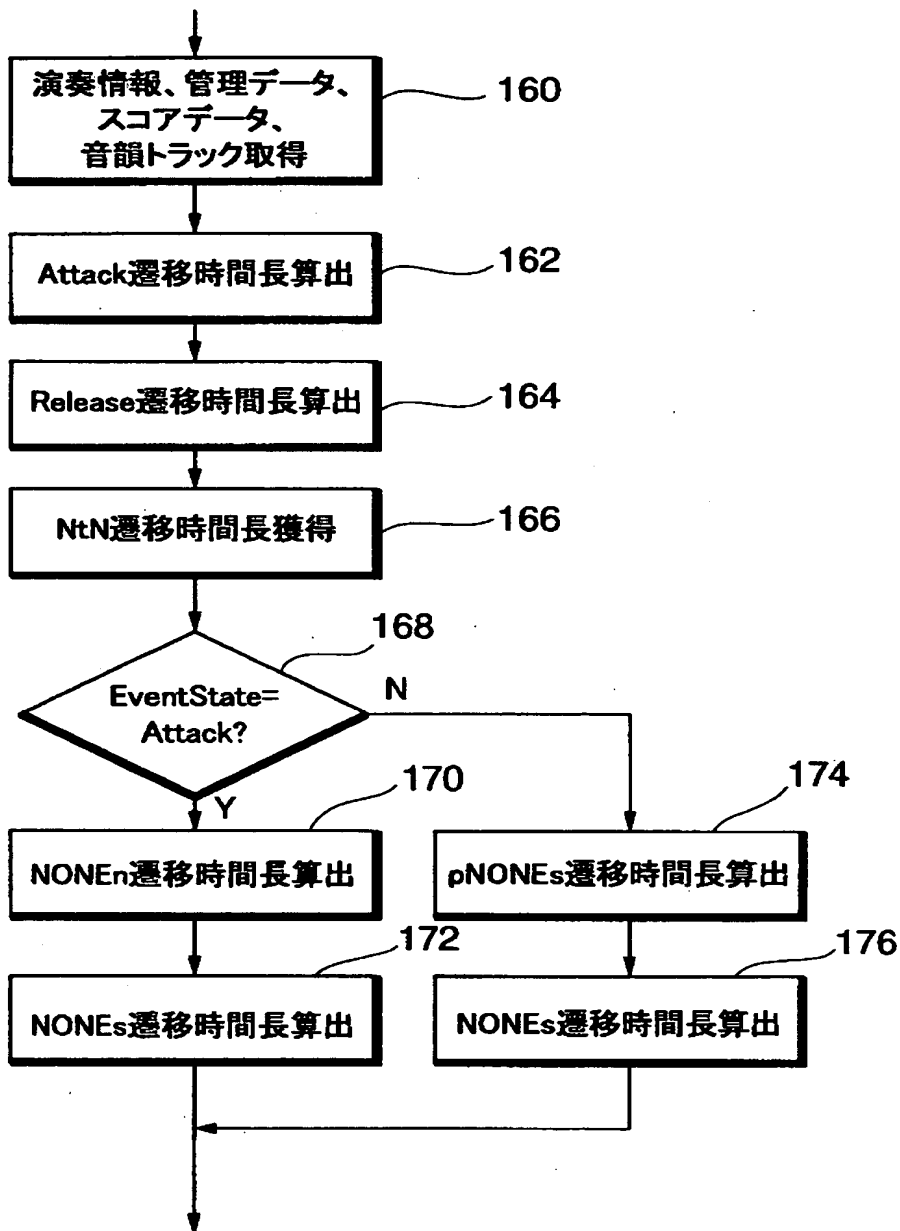 演奏情報、管理データ、
スコアデータ、
音韻トラック取得
160
Attack遷移時間長算出
162
Release遷移時間長算出
164
NtN遷移時間長獲得
166
168
EventState=
Attack?
N
Y
170
NONEn遷移時間長算出
174
pNONEs遷移時間長算出
172
NONEs遷移時間長算出
176
NONEs遷移時間長算出